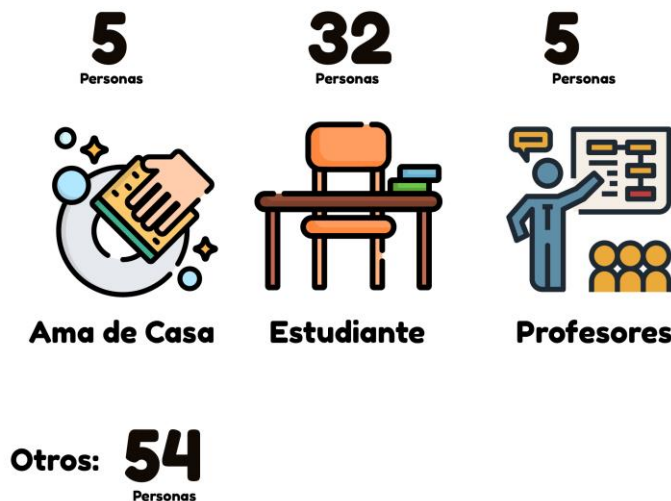 5 32 5
Personas Personas Personas
Ama de Casa Estudiante Profesores
Otros: 54
Personas